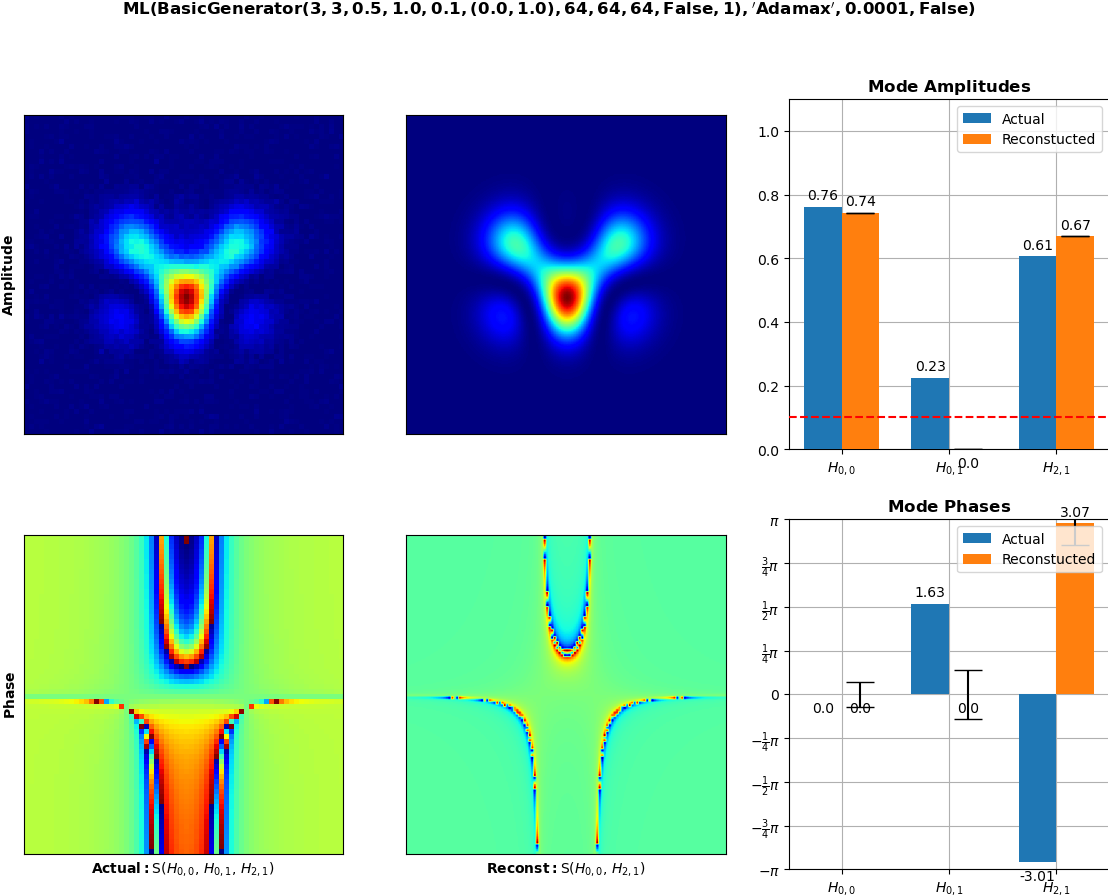 ML(BasicGenerator(3, 3, 0.5, 1.0, 0.1, (0.0, 1.0), 64, 64, 64, False, 1), ′Adamax′, 0.0001, False)
Amplitude
Mode Amplitudes
Actual
Reconstucted
1.0
0.8
0.6
0.4
0.2
0.0
0.76
0.74
0.23
0.0
0.61
0.67
H0,0
H0,1
H2,1
Phase
Actual: S(H0,0, H0,1, H2,1)
Reconst: S(H0,0, H2,1)
Mode Phases
Actual
Reconstucted
π
3/4π
1/2π
1/4π
0
−1/4π
−1/2π
−3/4π
−π
0.0
0.0
1.63
0.0
-3.01
3.07
H0,0
H0,1
H2,1